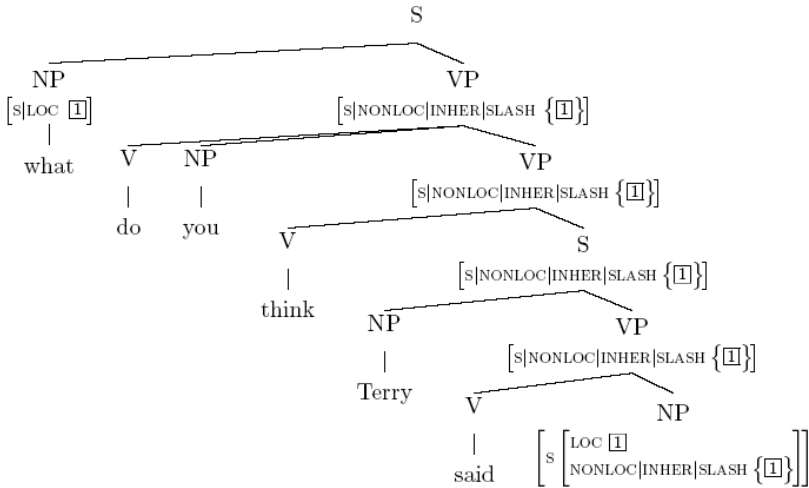 S
NP VP
[S|LOC 1] [S|NONLOC|INHER|SLASH {1}]
what V NP VP
[S|NONLOC|INHER|SLASH {1}]
do you V S
[S|NONLOC|INHER|SLASH {1}]
think NP VP
[S|NONLOC|INHER|SLASH {1}]
Terry V NP
[S [LOC 1
NONLOC|INHER|SLASH {1}]]
said